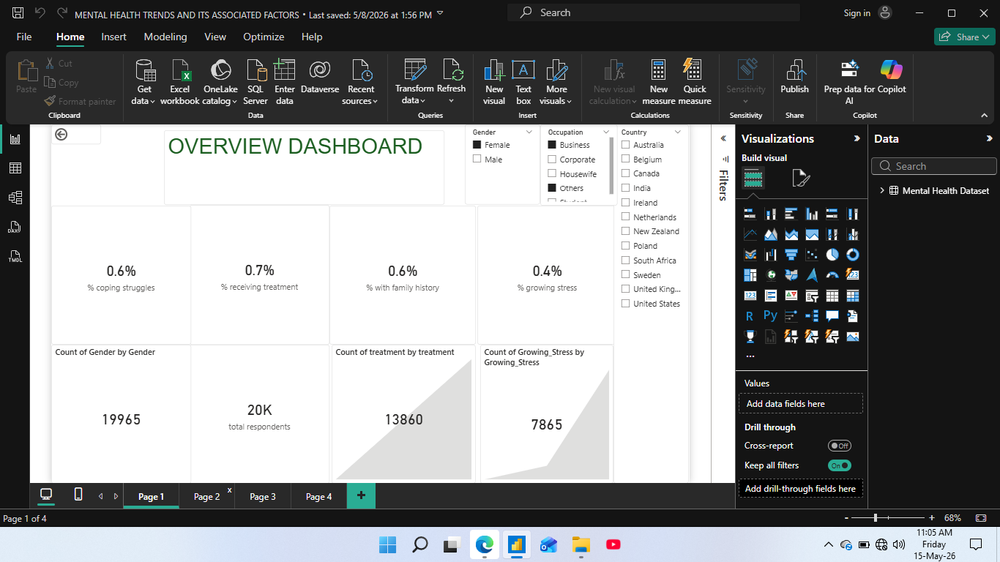 MENTAL HEALTH TRENDS AND ITS ASSOCIATED FACTORS • Last saved: 5/8/2026 at 1:56 PM
Search
Sign in
File
Home
Insert
Modeling
View
Optimize
Help
Share
Paste
Cut
Copy
Format painter
Clipboard
Get data
Excel workbook
OneLake catalog
SQL Server
Enter data
Dataverse
Recent sources
Data
Transform data
Refresh
Queries
New visual
A
Text box
More visuals
Insert
New visual calculation
New measure
Quick measure
Calculations
Sensitivity
Sensitivity
Publish
Share
Prep data for AI
Copilot
Copilot
DAX
TMDL
OVERVIEW DASHBOARD
Gender
Female
Male
Occupation
Business
Corporate
Housewife
Others
Student
Country
Australia
Belgium
Canada
India
Ireland
Netherlands
New Zealand
Poland
South Africa
Sweden
United King...
United States
0.6%
% coping struggles
0.7%
% receiving treatment
0.6%
% with family history
0.4%
% growing stress
Count of Gender by Gender
19965
20K
total respondents
Count of treatment by treatment
13860
Count of Growing_Stress by
Growing_Stress
7865
Filters
Visualizations
Build visual
123
123
R
Py
...
Values
Add data fields here
Drill through
Cross-report
Off
Keep all filters
On
Add drill-through fields here
Data
Search
Mental Health Dataset
Page 1
Page 2
x
Page 3
Page 4
+
Page 1 of 4
-
+
68%
11:05 AM
Friday
15-May-26